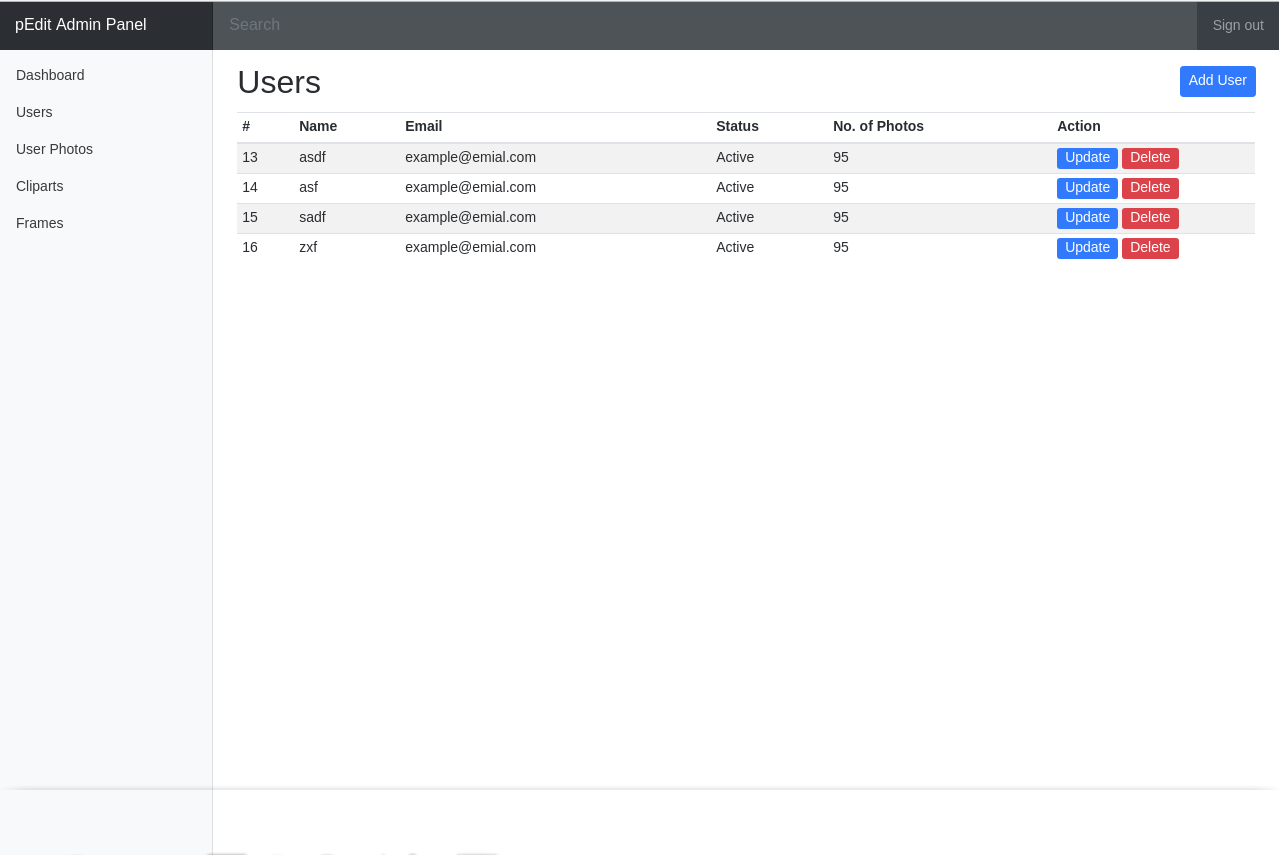 pEdit Admin Panel Search Sign out
Dashboard
Users
User Photos
Cliparts
Frames
Users Add User
# Name Email Status No. of Photos Action
13 asdf example@emial.com Active 95 Update Delete
14 asf example@emial.com Active 95 Update Delete
15 sadf example@emial.com Active 95 Update Delete
16 zxf example@emial.com Active 95 Update Delete